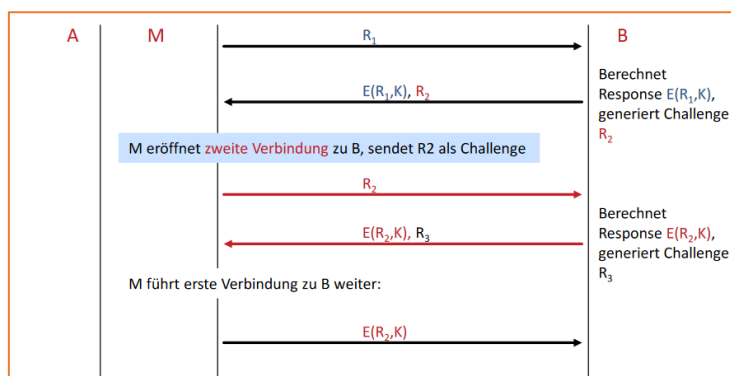 A M B
R₁
E(R₁,K), R₂
Berechnet
Response E(R₁,K),
generiert Challenge
R₂
M eröffnet zweite Verbindung zu B, sendet R2 als Challenge
R₂
E(R₂,K), R₃
Berechnet
Response E(R₂,K),
generiert Challenge
R₃
M führt erste Verbindung zu B weiter:
E(R₂,K)